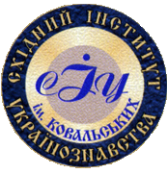 СХІДНИЙ ІНСТИТУТ
УКРАЇНОЗНАВСТВА
СІУ
ім. КОВАЛЬСЬКИХ